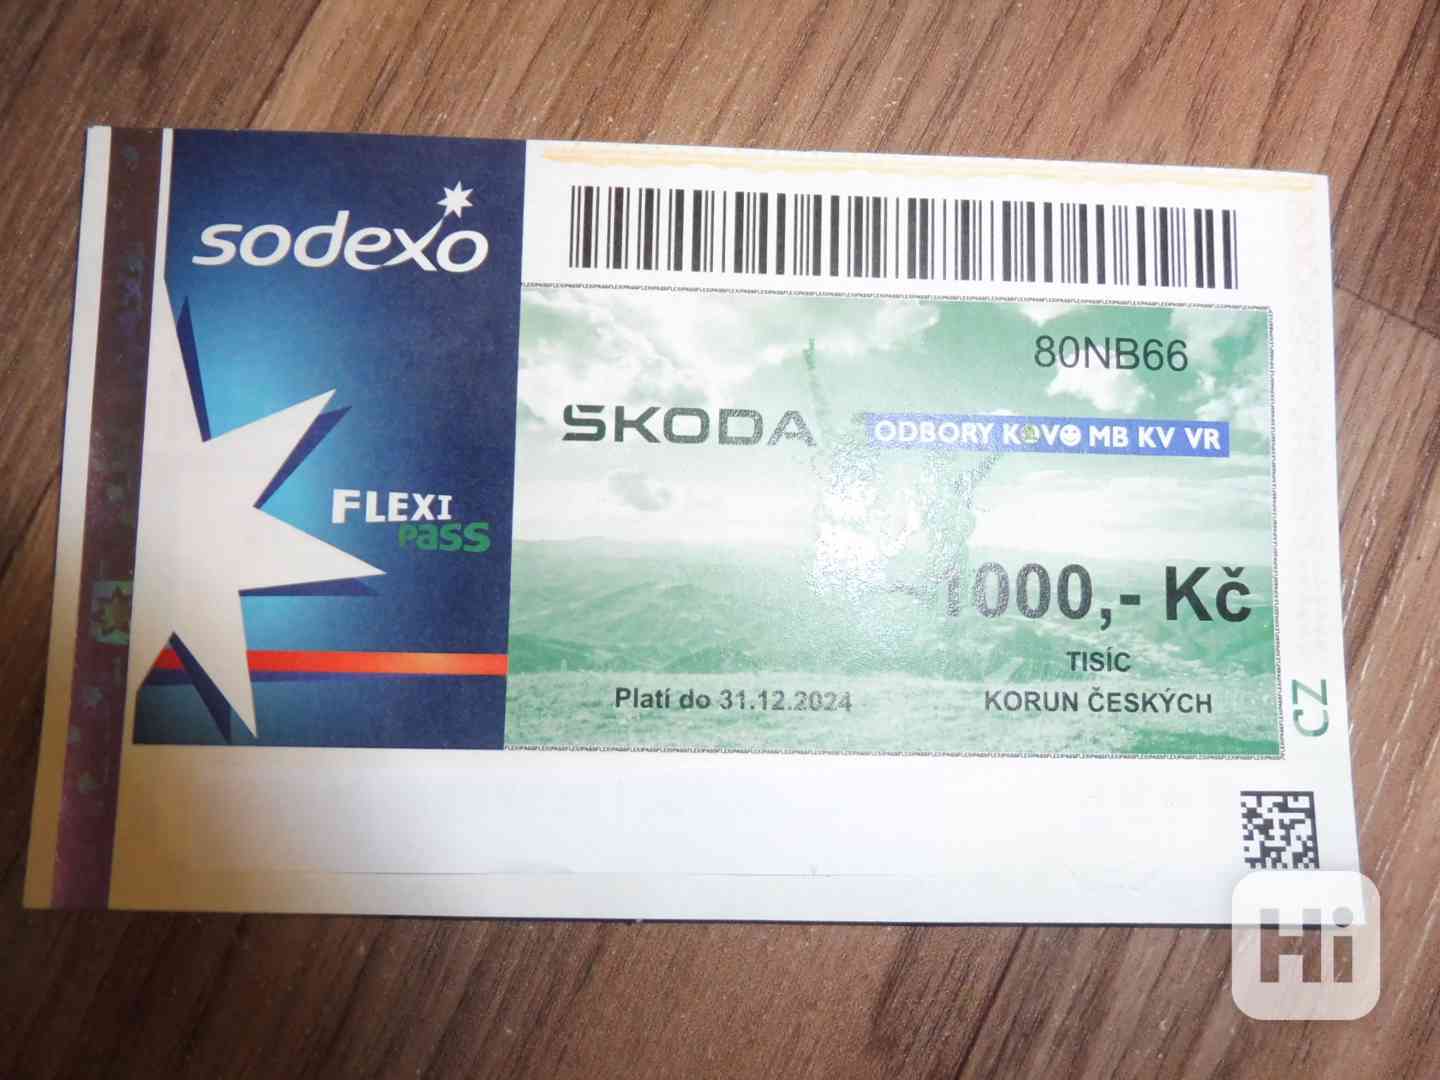 sodexo
FLEXI
pass
80NB66
ŠKODA
ODBORY KOVO MB KV VR
1000,- Kč
TISÍC
KORUN ČESKÝCH
Platí do 31.12.2024
CZ
Hi